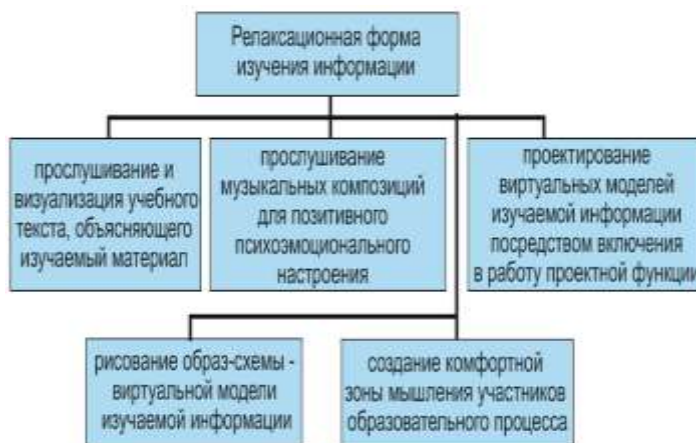 Релаксационная форма
изучения информации
прослушивание и
визуализация учебного
текста, объясняющего
изучаемый материал
прослушивание
музыкальных композиций
для позитивного
психоэмоционального
настроения
проектирование
виртуальных моделей
изучаемой информации
посредством включения
в работу проектной функции
рисование образ-схемы -
виртуальной модели
изучаемой информации
создание комфортной
зоны мышления участников
образовательного процесса